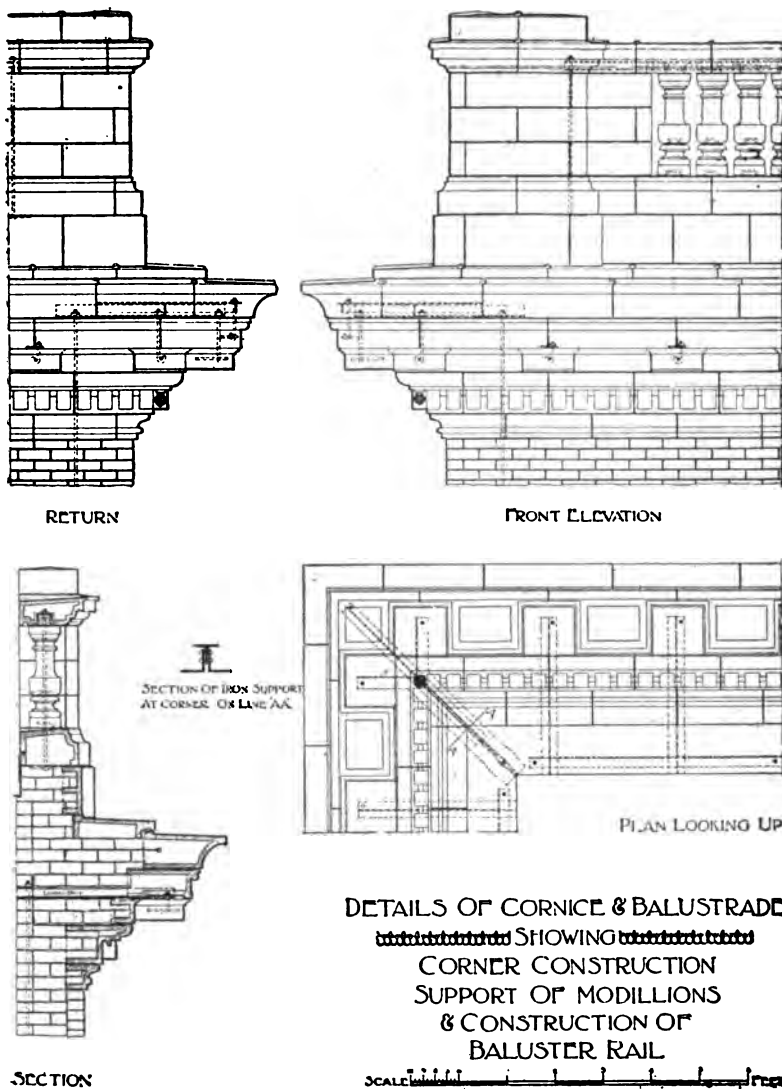 RETURN
FRONT ELEVATION
SECTION OF IRON SUPPORT
AT CORNER ON LINE 'AA'
PLAN LOOKING UP
DETAILS OF CORNICE & BALUSTRADE
SHOWING
CORNER CONSTRUCTION
SUPPORT OF MODILLIONS
& CONSTRUCTION OF
BALUSTER RAIL
SECTION
SCALE FEET